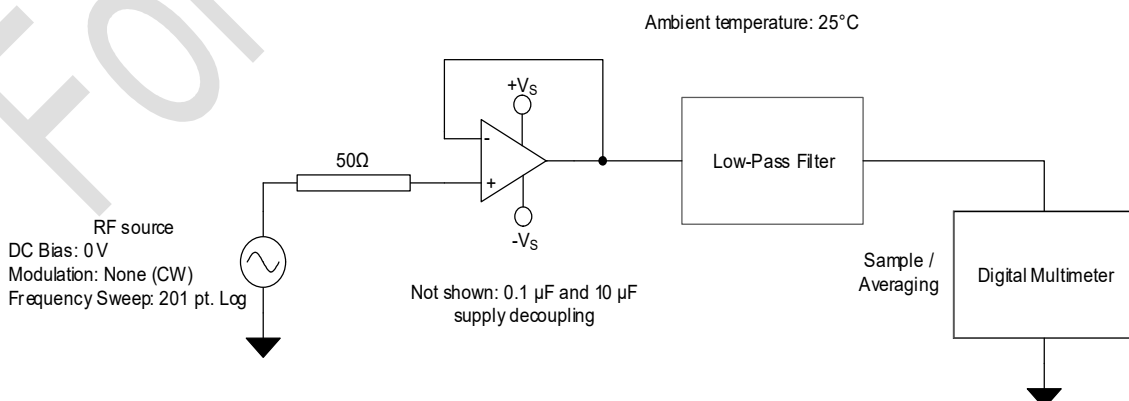 For
Ambient temperature: 25°C
+VS
-
50Ω
+
-VS
Low-Pass Filter
RF source
DC Bias: 0 V
Modulation: None (CW)
Frequency Sweep: 201 pt. Log
Not shown: 0.1 µF and 10 µF
supply decoupling
Sample /
Averaging
Digital Multimeter